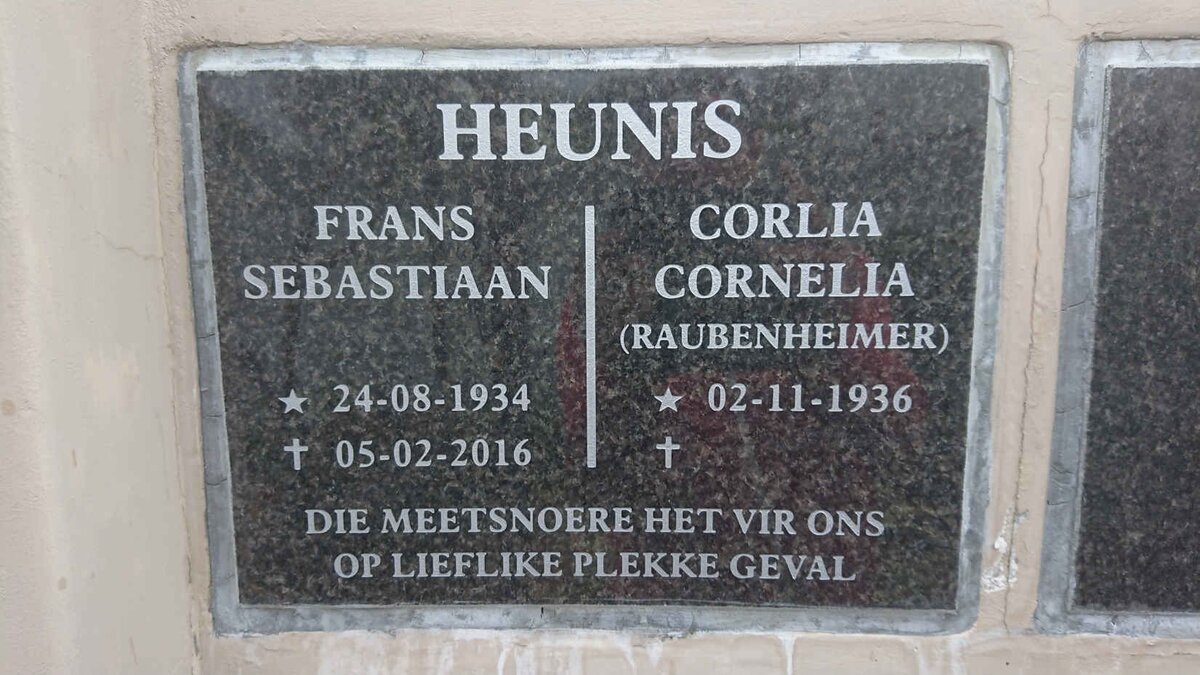 HEUNIS
FRANS
SEBASTIAAN
24-08-1934
05-02-2016
CORLIA
CORNELIA
(RAUBENHEIMER)
02-11-1936
DIE MEETSNOERE HET VIR ONS
OP LIEFLIKE PLEKKE GEVAL